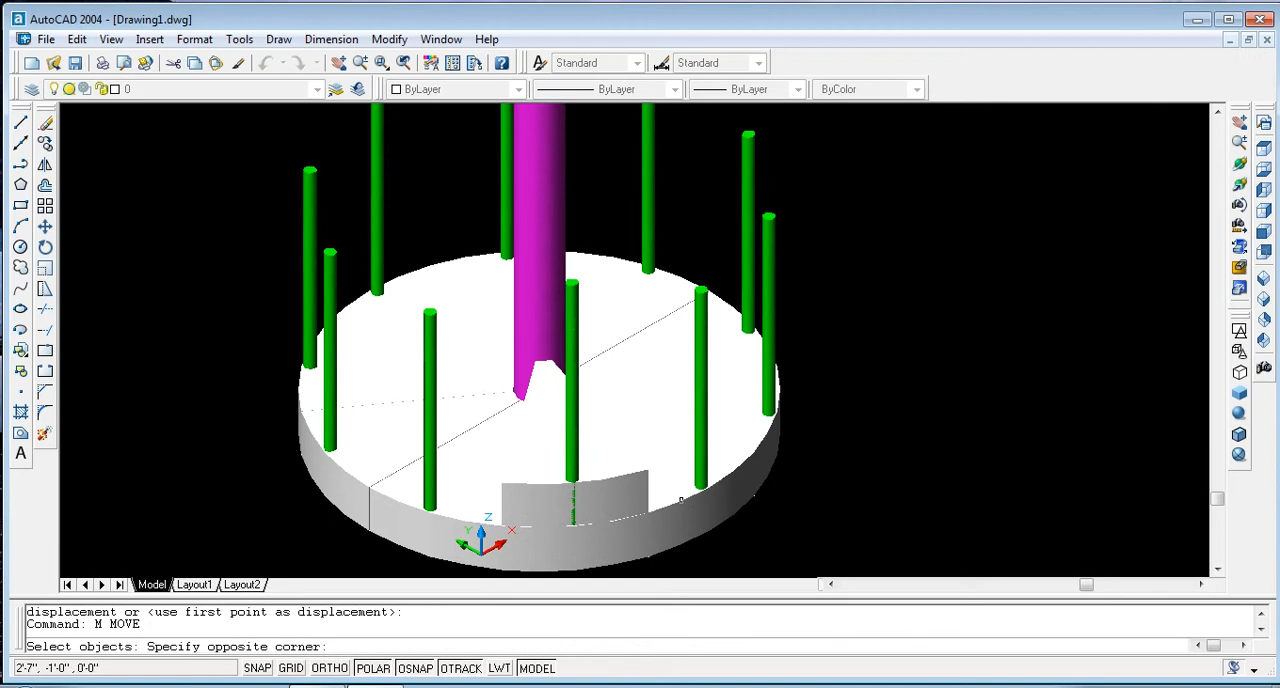 AutoCAD 2004 - [Drawing1.dwg]
File Edit View Insert Format Tools Draw Dimension Modify Window Help
Standard Standard
0 ByLayer ByLayer ByLayer ByColor
A
Z
Y X
Model Layout1 Layout2
displacement or <use first point as displacement>:
Command: M MOVE
Select objects: Specify opposite corner:
2'-7", -1'-0", 0'-0" SNAP GRID ORTHO POLAR OSNAP OTRACK LWT MODEL